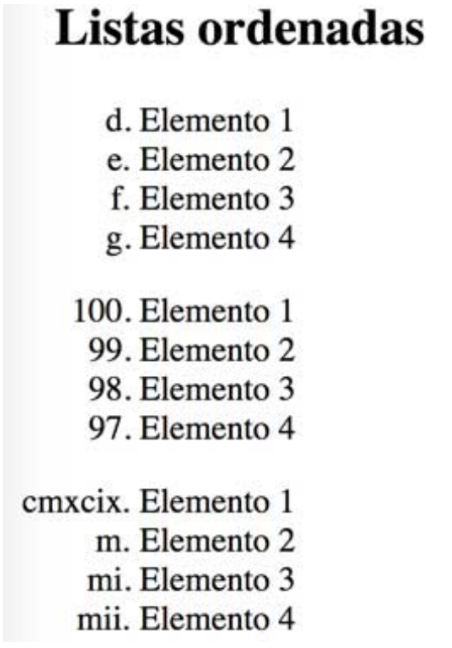 Listas ordenadas
d. Elemento 1
e. Elemento 2
f. Elemento 3
g. Elemento 4
100. Elemento 1
99. Elemento 2
98. Elemento 3
97. Elemento 4
cmxcix. Elemento 1
m. Elemento 2
mi. Elemento 3
mii. Elemento 4